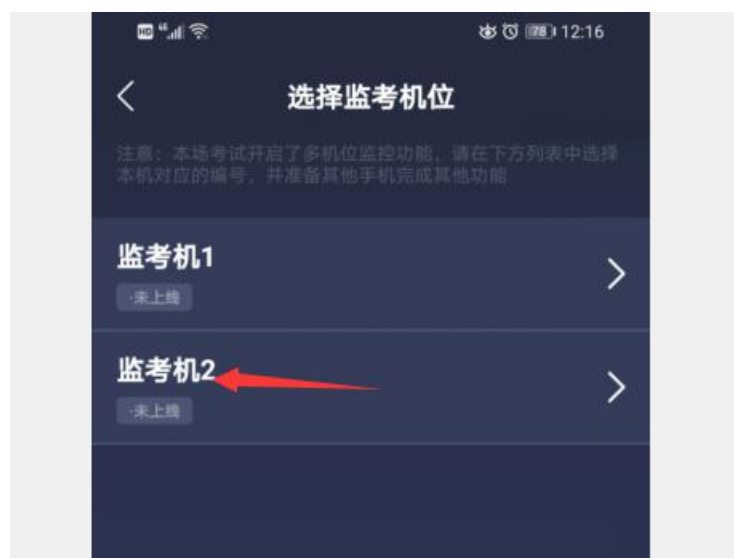 HD 78 12:16
选择监考机位
注意：本场考试开启了多机位监控功能，请在下方列表中选择
本机对应的编号，并准备其他手机完成其他功能
监考机1
·未上线
监考机2
·未上线